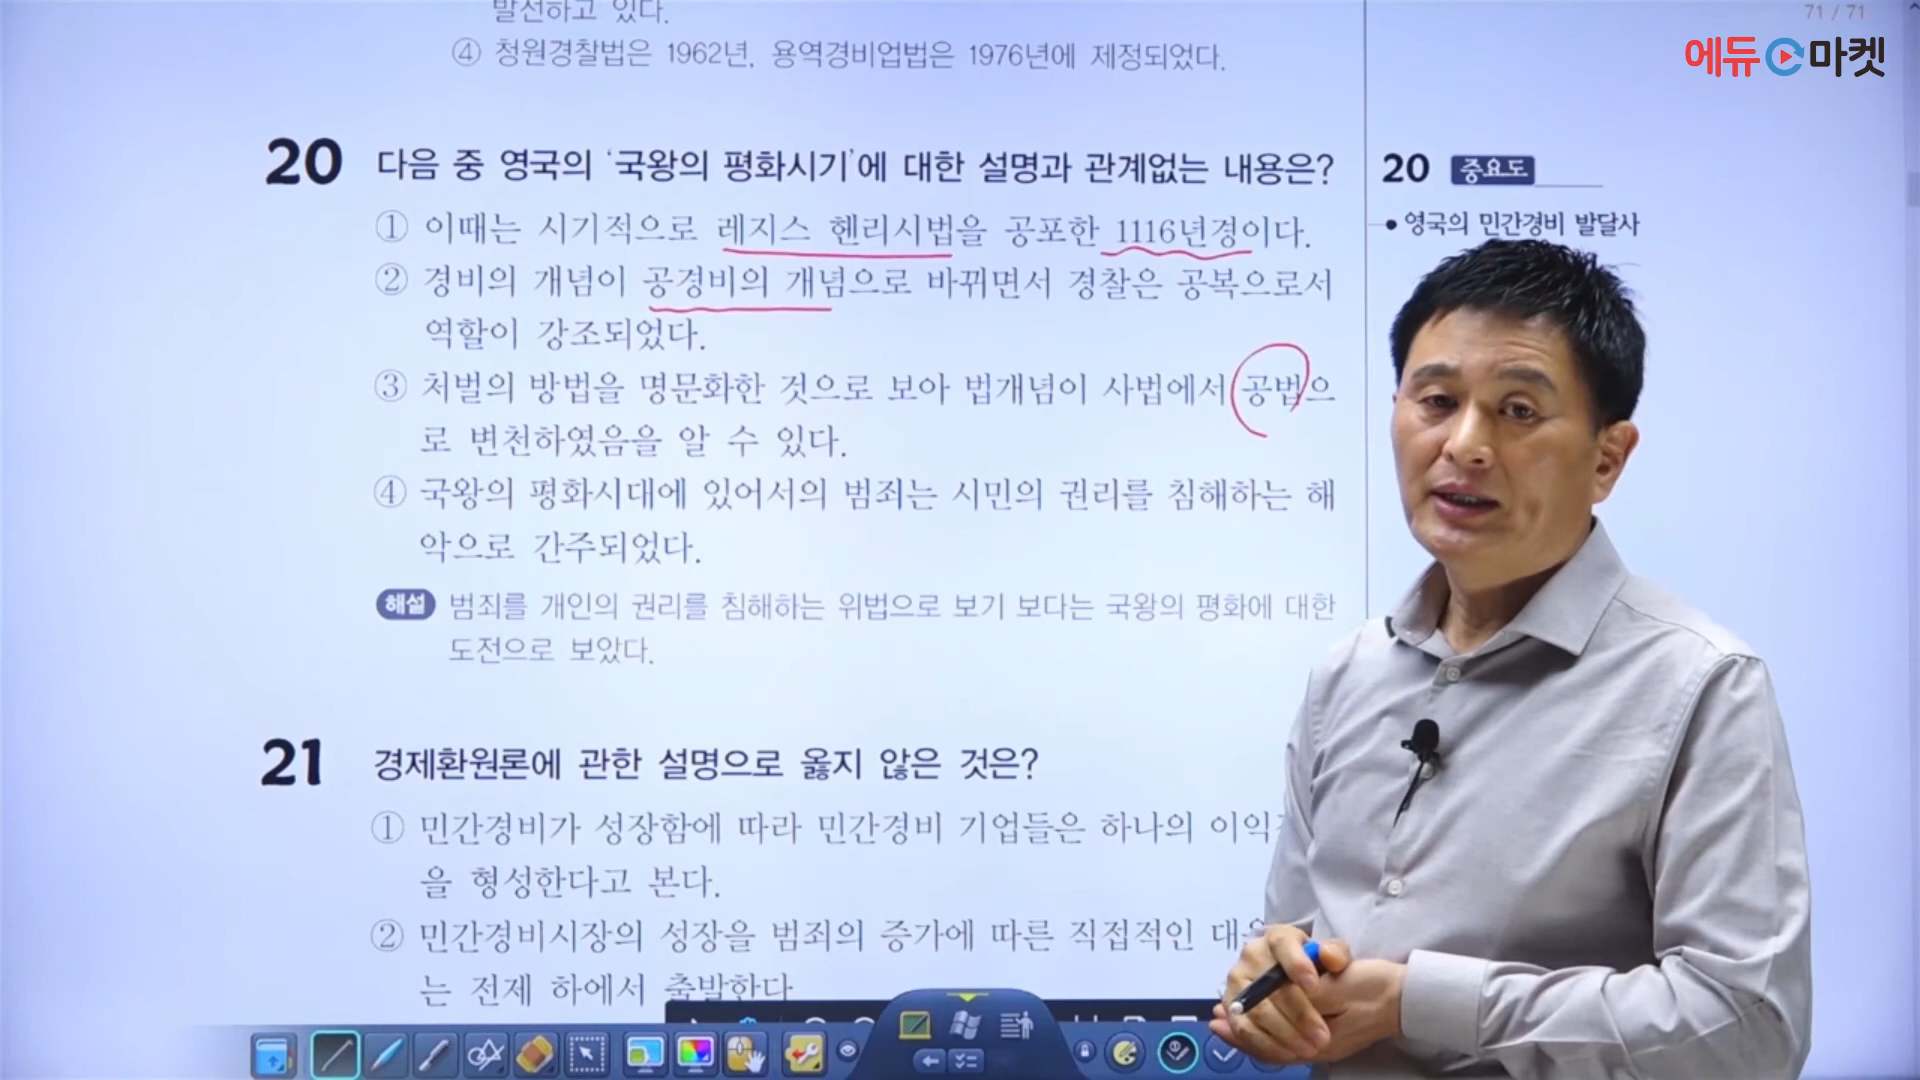 발전하고 있다.
④ 청원경찰법은 1962년, 용역경비업법은 1976년에 제정되었다.
71 / 71
에듀마켓
20 다음 중 영국의 ‘국왕의 평화시기’에 대한 설명과 관계없는 내용은?
① 이때는 시기적으로 레지스 헨리시법을 공포한 1116년경이다.
② 경비의 개념이 공경비의 개념으로 바뀌면서 경찰은 공복으로서
역할이 강조되었다.
③ 처벌의 방법을 명문화한 것으로 보아 법개념이 사법에서 공법으
로 변천하였음을 알 수 있다.
④ 국왕의 평화시대에 있어서의 범죄는 시민의 권리를 침해하는 해
악으로 간주되었다.
해설 범죄를 개인의 권리를 침해하는 위법으로 보기 보다는 국왕의 평화에 대한
도전으로 보았다.
20 중요도
• 영국의 민간경비 발달사
21 경제환원론에 관한 설명으로 옳지 않은 것은?
① 민간경비가 성장함에 따라 민간경비 기업들은 하나의 이익
을 형성한다고 본다.
② 민간경비시장의 성장을 범죄의 증가에 따른 직접적인
는 전제 하에서 출발한다